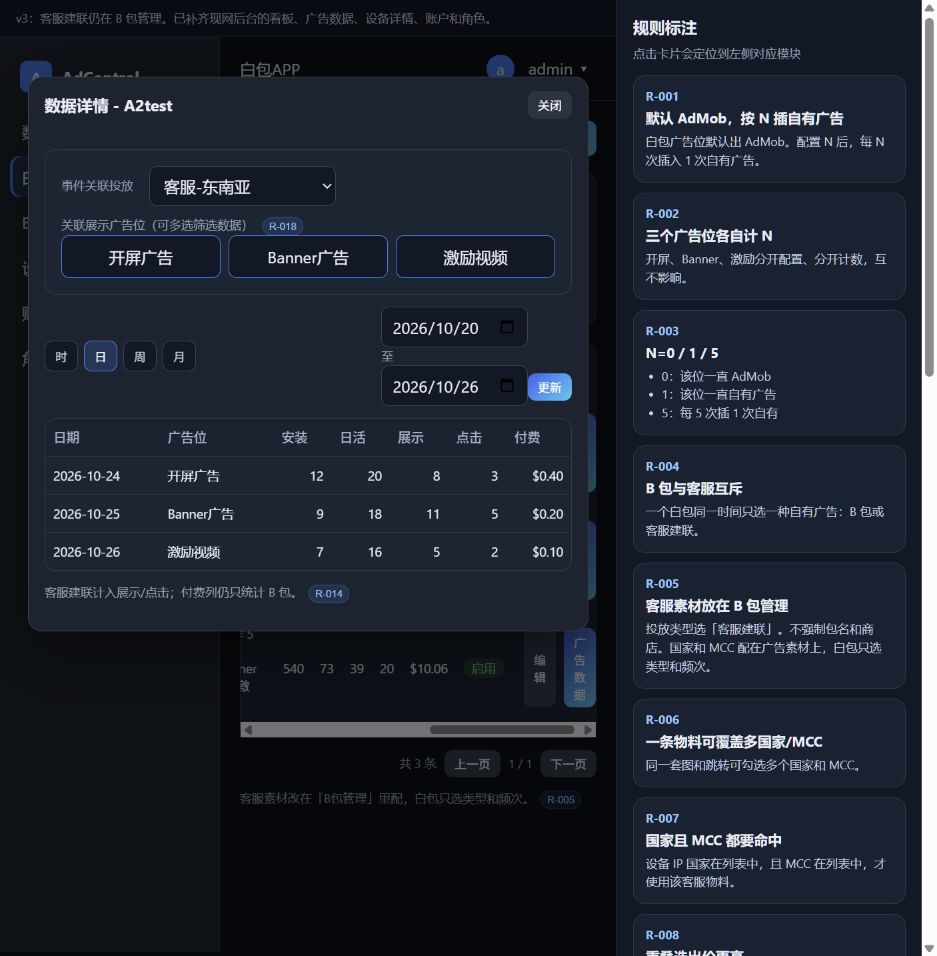 v3：客服建联仍在 B 包管理。已补齐现网后台的看板、广告数据、设备详情、账户和角色。
白包APP
a
admin
数据详情 - A2test
关闭
事件关联投放
客服-东南亚
关联展示广告位（可多选筛选数据）
R-018
开屏广告
Banner广告
激励视频
时
日
周
月
2026/10/20
至
2026/10/26
更新
日期 广告位 安装 日活 展示 点击 付费
2026-10-24 开屏广告 12 20 8 3 $0.40
2026-10-25 Banner广告 9 18 11 5 $0.20
2026-10-26 激励视频 7 16 5 2 $0.10
客服建联计入展示/点击；付费列仍只统计 B 包。
R-014
540 73 39 20 $10.06 启用
编辑
广告数据
共 3 条
上一页
1 / 1
下一页
客服素材改在「B包管理」里配，白包只选类型和频次。
R-005
规则标注
点击卡片会定位到左侧对应模块
R-001
默认 AdMob，按 N 插自有广告
白包广告位默认出 AdMob。配置 N 后，每 N
次插入 1 次自有广告。
R-002
三个广告位各自计 N
开屏、Banner、激励分开配置、分开计数，互
不影响。
R-003
N=0 / 1 / 5
• 0：该位一直 AdMob
• 1：该位一直自有广告
• 5：每 5 次插 1 次自有
R-004
B 包与客服互斥
一个白包同一时间只选一种自有广告：B 包或
客服建联。
R-005
客服素材放在 B 包管理
投放类型选「客服建联」。不强制包名和商
店。国家和 MCC 配在广告素材上，白包只选
类型和频次。
R-006
一条物料可覆盖多国家/MCC
同一套图和跳转可勾选多个国家和 MCC。
R-007
国家且 MCC 都要命中
设备 IP 国家在列表中，且 MCC 在列表中，才
使用该客服物料。
R-008